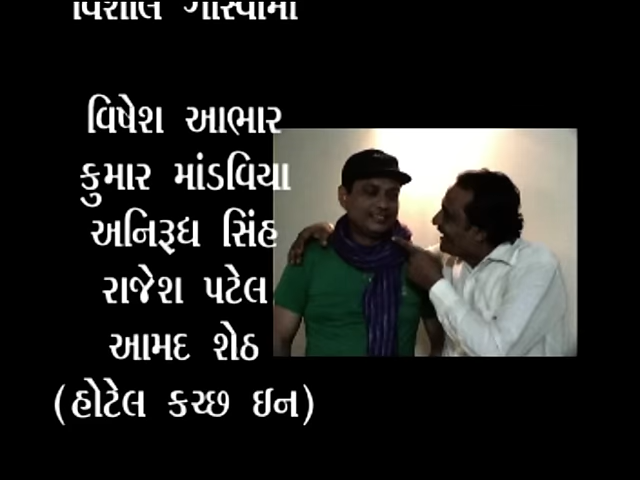 વિશાલ ગૌસ્વામી
વિષેશ આભાર
કુમાર માંડવિયા
અનિરૂધ્ધ સિંહ
રાજેશ પટેલ
આમદ શેઠ
(હોટેલ કચ્છ ઇન)